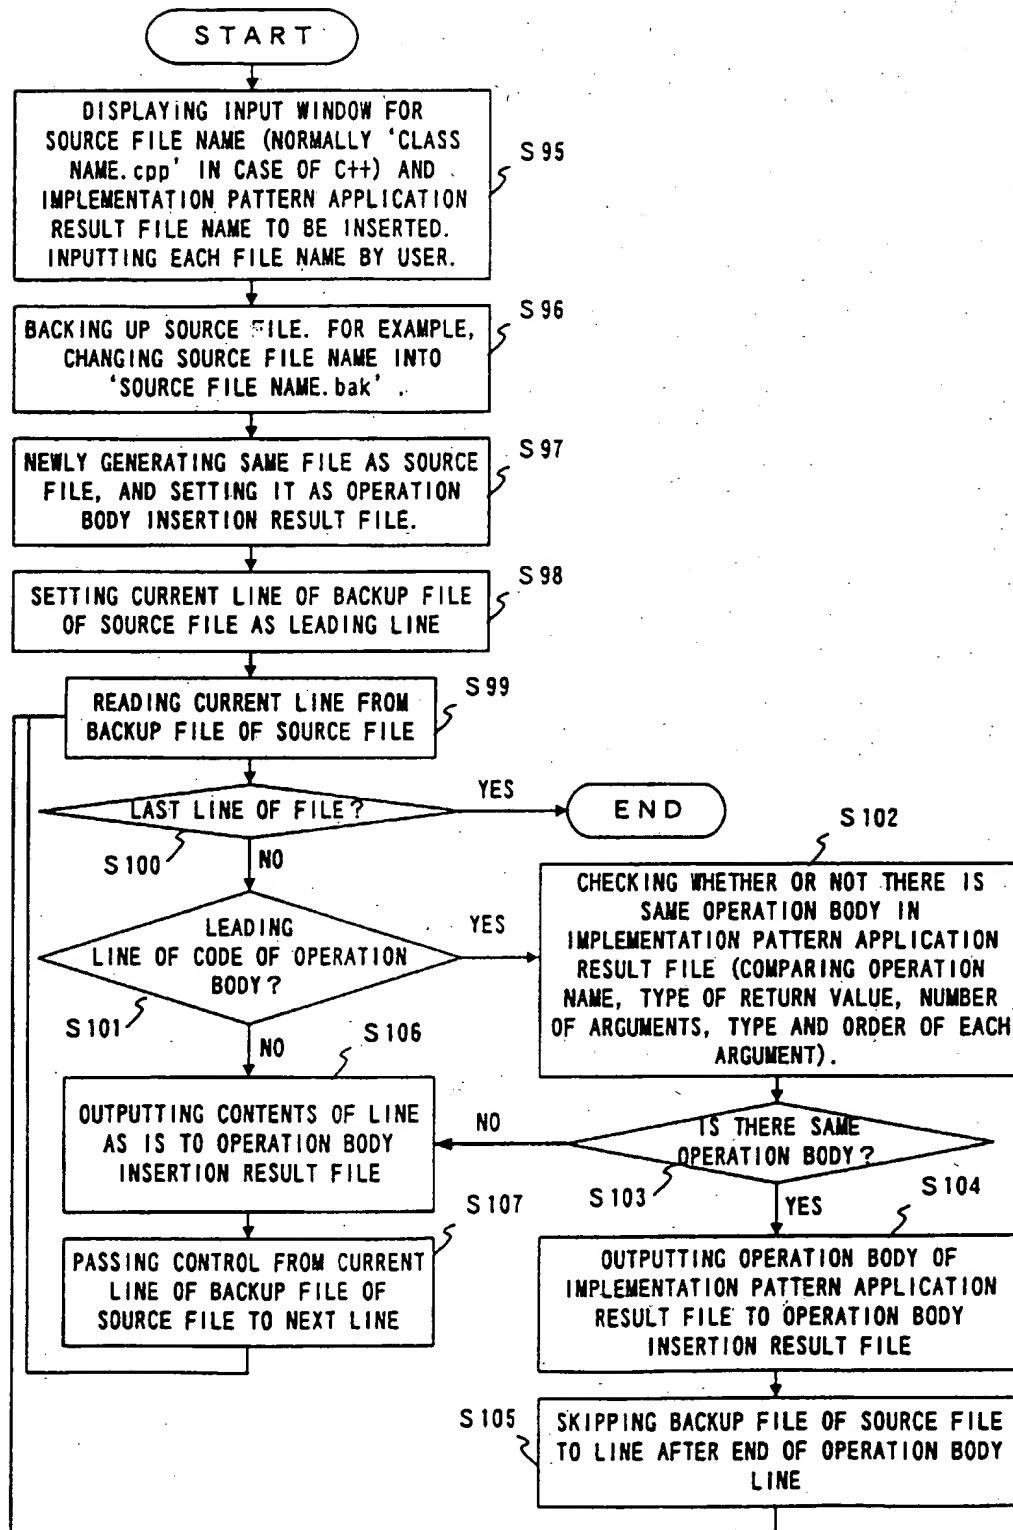 START
DISPLAYING INPUT WINDOW FOR
SOURCE FILE NAME (NORMALLY 'CLASS
NAME.cpp' IN CASE OF C++) AND
IMPLEMENTATION PATTERN APPLICATION
RESULT FILE NAME TO BE INSERTED.
INPUTTING EACH FILE NAME BY USER.
S95
BACKING UP SOURCE FILE. FOR EXAMPLE,
CHANGING SOURCE FILE NAME INTO
'SOURCE FILE NAME.bak' .
S96
NEWLY GENERATING SAME FILE AS SOURCE
FILE, AND SETTING IT AS OPERATION
BODY INSERTION RESULT FILE.
S97
SETTING CURRENT LINE OF BACKUP FILE
OF SOURCE FILE AS LEADING LINE
S98
READING CURRENT LINE FROM
BACKUP FILE OF SOURCE FILE
S99
LAST LINE OF FILE?
YES
END
S100
NO
LEADING
LINE OF CODE OF OPERATION
BODY?
YES
S101
NO
S102
CHECKING WHETHER OR NOT THERE IS
SAME OPERATION BODY IN
IMPLEMENTATION PATTERN APPLICATION
RESULT FILE (COMPARING OPERATION
NAME, TYPE OF RETURN VALUE, NUMBER
OF ARGUMENTS, TYPE AND ORDER OF EACH
ARGUMENT).
IS THERE SAME
OPERATION BODY?
NO
S103
YES
S106
OUTPUTTING CONTENTS OF LINE
AS IS TO OPERATION BODY
INSERTION RESULT FILE
S107
PASSING CONTROL FROM CURRENT
LINE OF BACKUP FILE OF
SOURCE FILE TO NEXT LINE
S104
OUTPUTTING OPERATION BODY OF
IMPLEMENTATION PATTERN APPLICATION
RESULT FILE TO OPERATION BODY
INSERTION RESULT FILE
S105
SKIPPING BACKUP FILE OF SOURCE FILE
TO LINE AFTER END OF OPERATION BODY
LINE